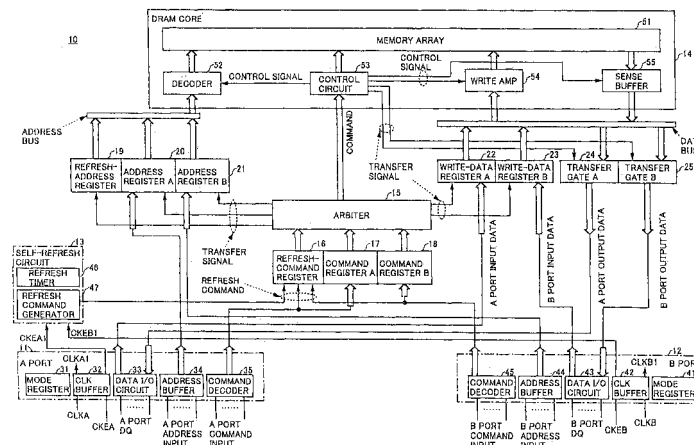 10
DRAM CORE
51
MEMORY ARRAY
14
52
53
CONTROL SIGNAL
54
55
DECODER
CONTROL SIGNAL
CONTROL CIRCUIT
WRITE AMP
SENSE BUFFER
ADDRESS BUS
COMMAND
TRANSFER SIGNAL
DATA BUS
19
20
21
22
23
24
25
REFRESH-ADDRESS REGISTER
ADDRESS REGISTER A
ADDRESS REGISTER B
WRITE-DATA REGISTER A
WRITE-DATA REGISTER B
TRANSFER GATE A
TRANSFER GATE B
15
ARBITER
TRANSFER SIGNAL
TRANSFER SIGNAL
16
17
18
REFRESH-COMMAND REGISTER
COMMAND REGISTER A
COMMAND REGISTER B
REFRESH COMMAND
A PORT INPUT DATA
B PORT INPUT DATA
A PORT OUTPUT DATA
B PORT OUTPUT DATA
13
SELF-REFRESH CIRCUIT
REFRESH TIMER
46
REFRESH COMMAND GENERATOR
47
CKEA1
CKEB1
11
A PORT
CLKA1
31
MODE REGISTER
32
CLK BUFFER
33
DATA I/O CIRCUIT
34
ADDRESS BUFFER
35
COMMAND DECODER
CLKA
CKEA
A PORT DQ
A PORT ADDRESS INPUT
A PORT COMMAND INPUT
12
B PORT
CLKB1
45
COMMAND DECODER
44
ADDRESS BUFFER
43
DATA I/O CIRCUIT
42
CLK BUFFER
41
MODE REGISTER
B PORT COMMAND INPUT
B PORT ADDRESS INPUT
B PORT DQ
CKEB
CLKB